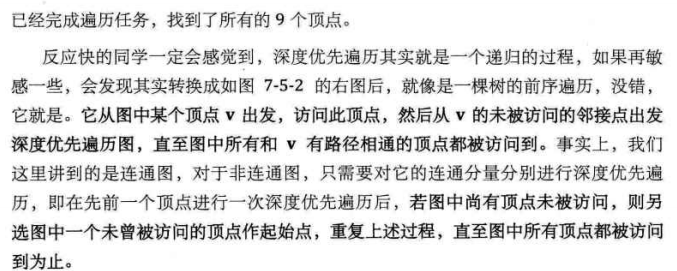 已经完成遍历任务，找到了所有的 9 个顶点。
反应快的同学一定会感觉到，深度优先遍历其实就是一个递归的过程，如果再敏
感一些，会发现其实转换成如图 7-5-2 的右图后，就像是一棵树的前序遍历，没错，
它就是。它从图中某个顶点 v 出发，访问此顶点，然后从 v 的未被访问的邻接点出发
深度优先遍历图，直至图中所有和 v 有路径相通的顶点都被访问到。事实上，我们
这里讲到的是连通图，对于非连通图，只需要对它的连通分量分别进行深度优先遍
历，即在先前一个顶点进行一次深度优先遍历后，若图中尚有顶点未被访问，则另
选图中一个未曾被访问的顶点作起始点，重复上述过程，直至图中所有顶点都被访问
到为止。